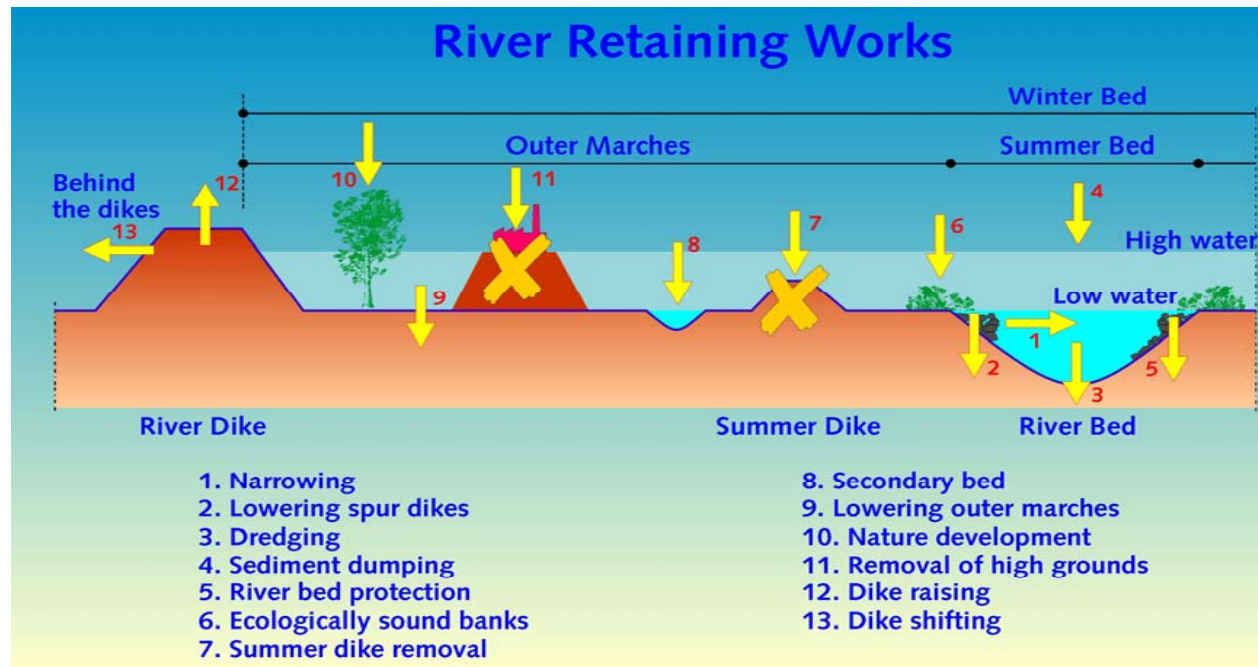 River Retaining Works
Winter Bed
Outer Marches
Summer Bed
Behind
the dikes
12
10
11
4
13
7
6
8
High water
9
Low water
1
2
5
3
River Dike
Summer Dike
River Bed
1. Narrowing
2. Lowering spur dikes
3. Dredging
4. Sediment dumping
5. River bed protection
6. Ecologically sound banks
7. Summer dike removal
8. Secondary bed
9. Lowering outer marches
10. Nature development
11. Removal of high grounds
12. Dike raising
13. Dike shifting